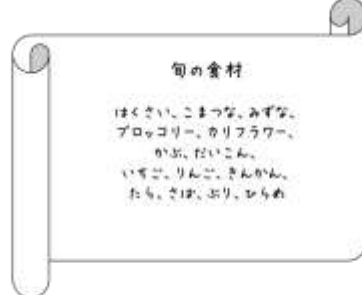 旬の食材
はくさい、こまつな、みずな、
ブロッコリー、カリフラワー、
かぶ、だいこん、
いちご、りんご、きんかん、
たら、さば、ぶり、ひらめ